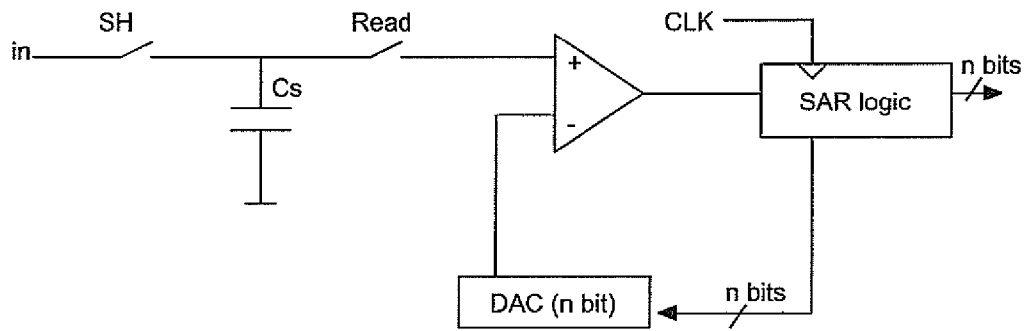 SH
Read
CLK
in
n bits
+
Cs
SAR logic
-
DAC (n bit)
n bits